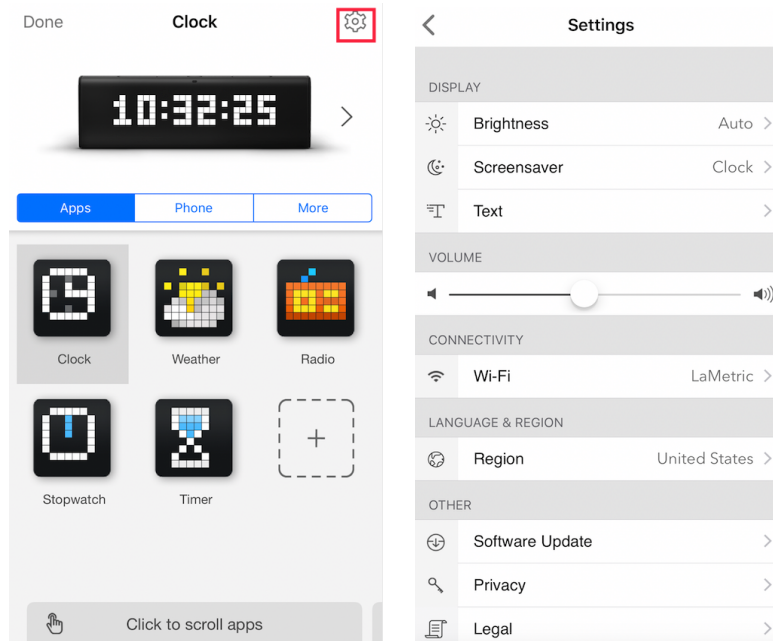 Done
Clock
10:32:25
Apps
Phone
More
Clock
Weather
Radio
Stopwatch
Timer
Click to scroll apps
Settings
DISPLAY
Brightness Auto
Screensaver Clock
Text
VOLUME
CONNECTIVITY
Wi-Fi LaMetric
LANGUAGE & REGION
Region United States
OTHER
Software Update
Privacy
Legal